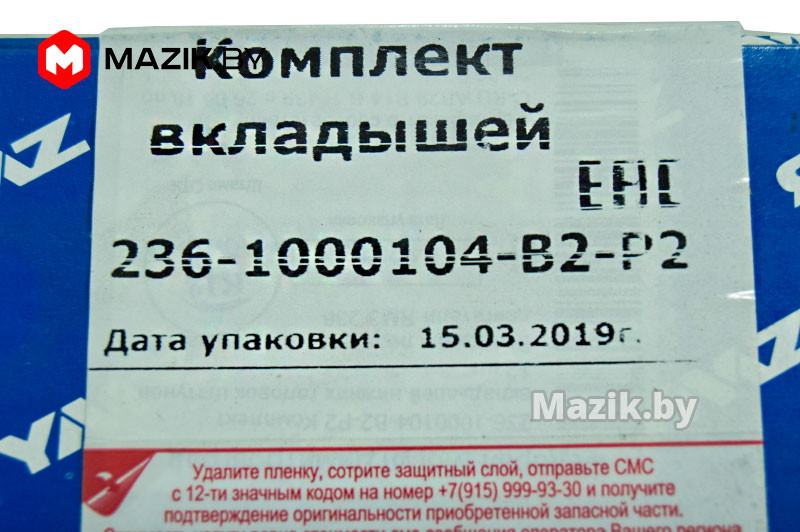 MAZIK.BY
Комплект
вкладышей
EAC
236-1000104-В2-Р2
Дата упаковки: 15.03.2019г.
Mazik.by
Удалите пленку, сотрите защитный слой, отправьте СМС
с 12-ти значным кодом на номер +7(915) 999-93-30 и получите
подтверждение оригинальности приобретенной запасной части.